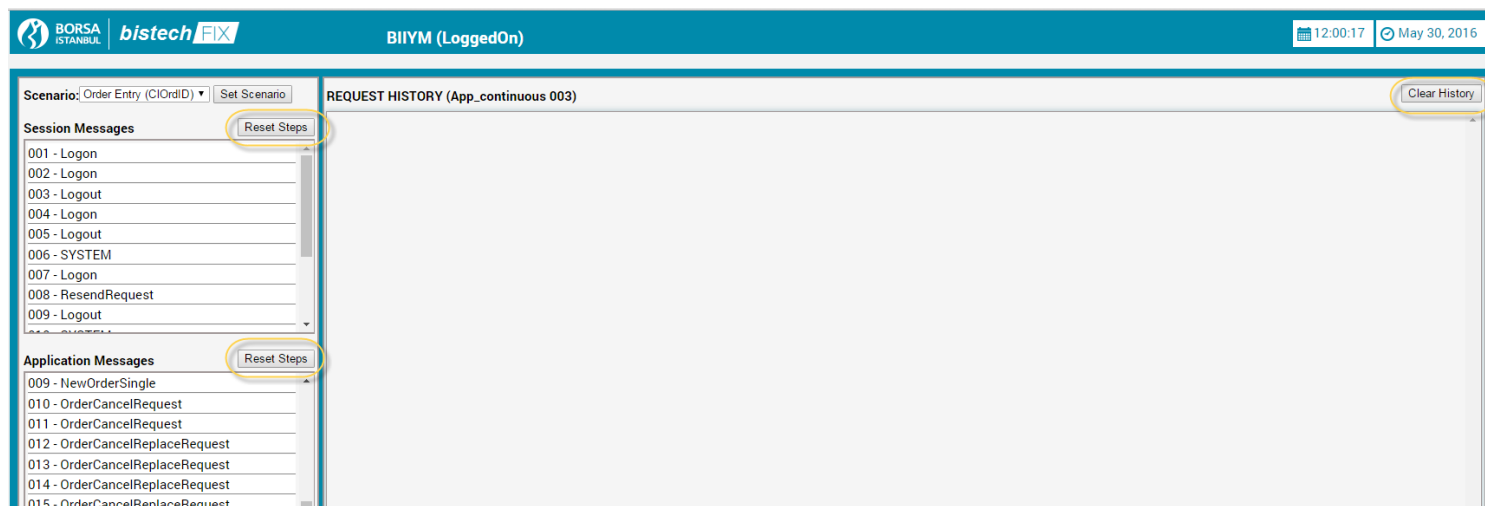 BORSA
İSTANBUL
bistech FIX
BIIYM (LoggedOn)
12:00:17
May 30, 2016
Scenario: Order Entry (ClOrdID) Set Scenario
REQUEST HISTORY (App_continuous 003)
Clear History
Session Messages
Reset Steps
001 - Logon
002 - Logon
003 - Logout
004 - Logon
005 - Logout
006 - SYSTEM
007 - Logon
008 - ResendRequest
009 - Logout
Application Messages
Reset Steps
009 - NewOrderSingle
010 - OrderCancelRequest
011 - OrderCancelRequest
012 - OrderCancelReplaceRequest
013 - OrderCancelReplaceRequest
014 - OrderCancelReplaceRequest
015 - OrderCancelReplaceRequest